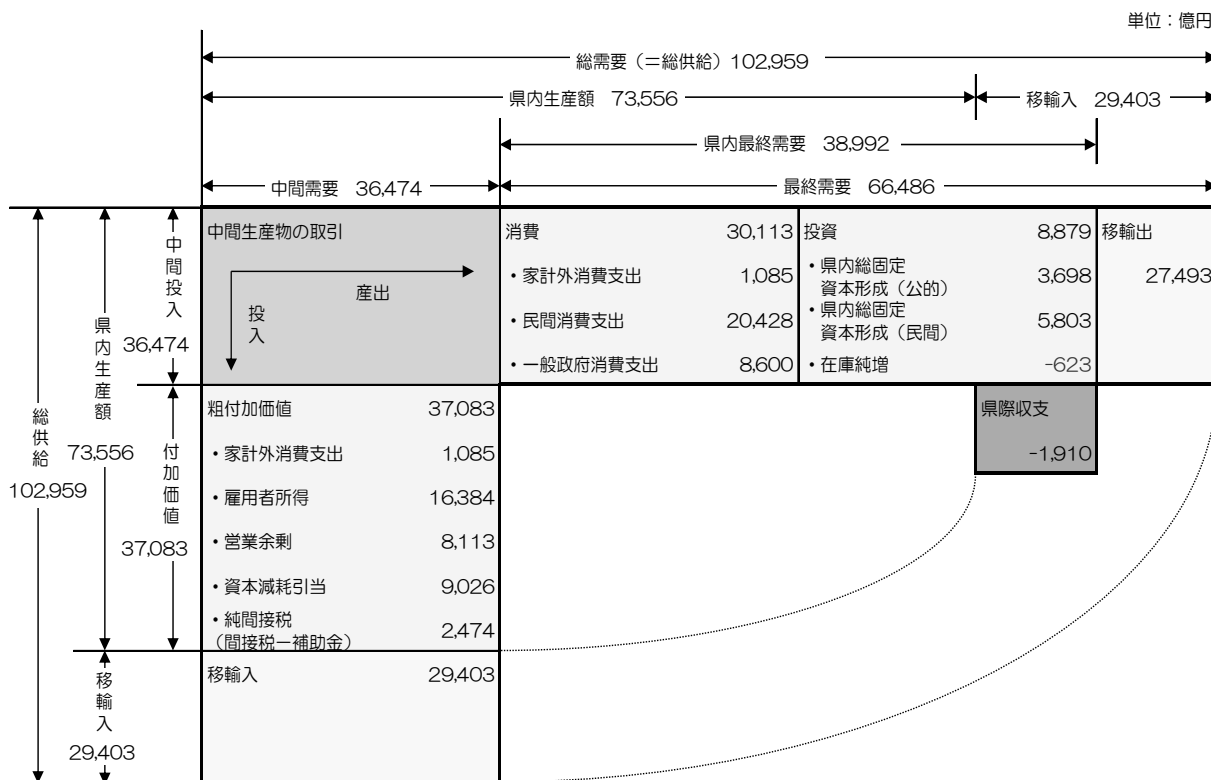 単位：億円
総需要（＝総供給）102,959
県内生産額　73,556
移輸入　29,403
県内最終需要　38,992
中間需要　36,474
最終需要　66,486
中間投入
36,474
県内生産額
73,556
総供給
102,959
付加価値
37,083
移輸入
29,403
中間生産物の取引
産出
投入
消費　30,113
・家計外消費支出　1,085
・民間消費支出　20,428
・一般政府消費支出　8,600
投資　8,879
・県内総固定
資本形成（公的）　3,698
・県内総固定
資本形成（民間）　5,803
・在庫純増　-623
移輸出
27,493
粗付加価値　37,083
・家計外消費支出　1,085
・雇用者所得　16,384
・営業余剰　8,113
・資本減耗引当　9,026
・純間接税
（間接税－補助金）　2,474
移輸入　29,403
県際収支
-1,910